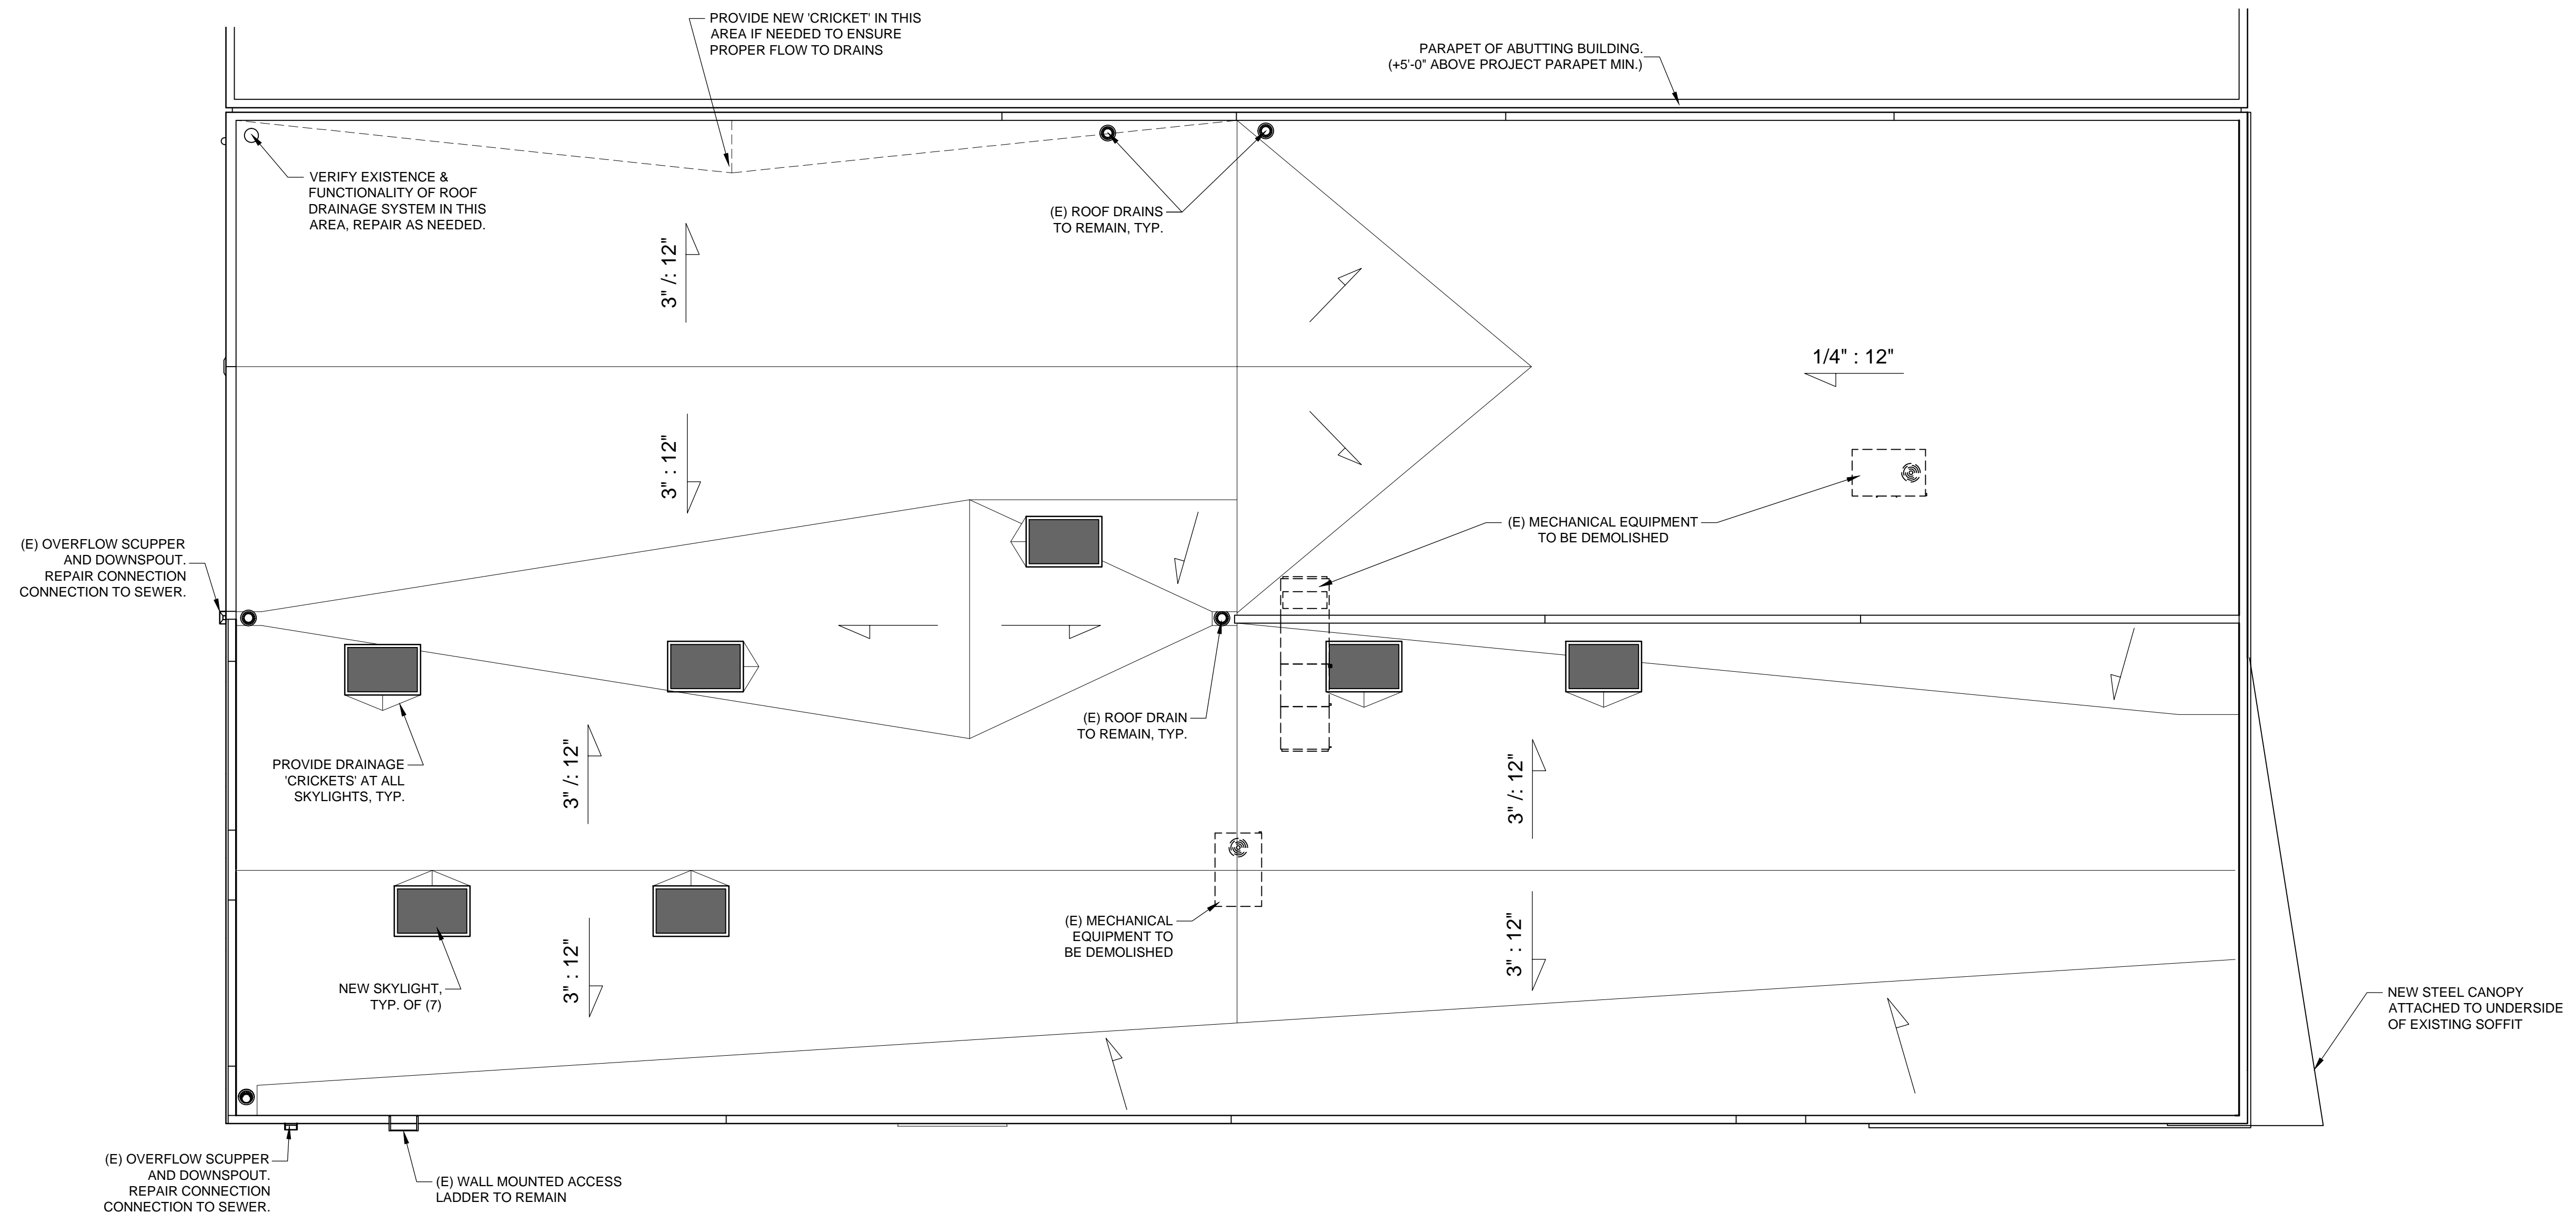 PROVIDE NEW 'CRICKET' IN THIS
AREA IF NEEDED TO ENSURE
PROPER FLOW TO DRAINS
PARAPET OF ABUTTING BUILDING.
(+5'-0" ABOVE PROJECT PARAPET MIN.)
VERIFY EXISTENCE &
FUNCTIONALITY OF ROOF
DRAINAGE SYSTEM IN THIS
AREA, REPAIR AS NEEDED.
(E) ROOF DRAINS
TO REMAIN, TYP.
3" /: 12"
1/4" : 12"
3" : 12"
(E) MECHANICAL EQUIPMENT
TO BE DEMOLISHED
(E) OVERFLOW SCUPPER
AND DOWNSPOUT.
REPAIR CONNECTION
CONNECTION TO SEWER.
(E) ROOF DRAIN
TO REMAIN, TYP.
PROVIDE DRAINAGE
'CRICKETS' AT ALL
SKYLIGHTS, TYP.
3" /: 12"
3" /: 12"
(E) MECHANICAL
EQUIPMENT TO
BE DEMOLISHED
3" : 12"
3" : 12"
NEW SKYLIGHT,
TYP. OF (7)
NEW STEEL CANOPY
ATTACHED TO UNDERSIDE
OF EXISTING SOFFIT
(E) OVERFLOW SCUPPER
AND DOWNSPOUT.
REPAIR CONNECTION
CONNECTION TO SEWER.
(E) WALL MOUNTED ACCESS
LADDER TO REMAIN